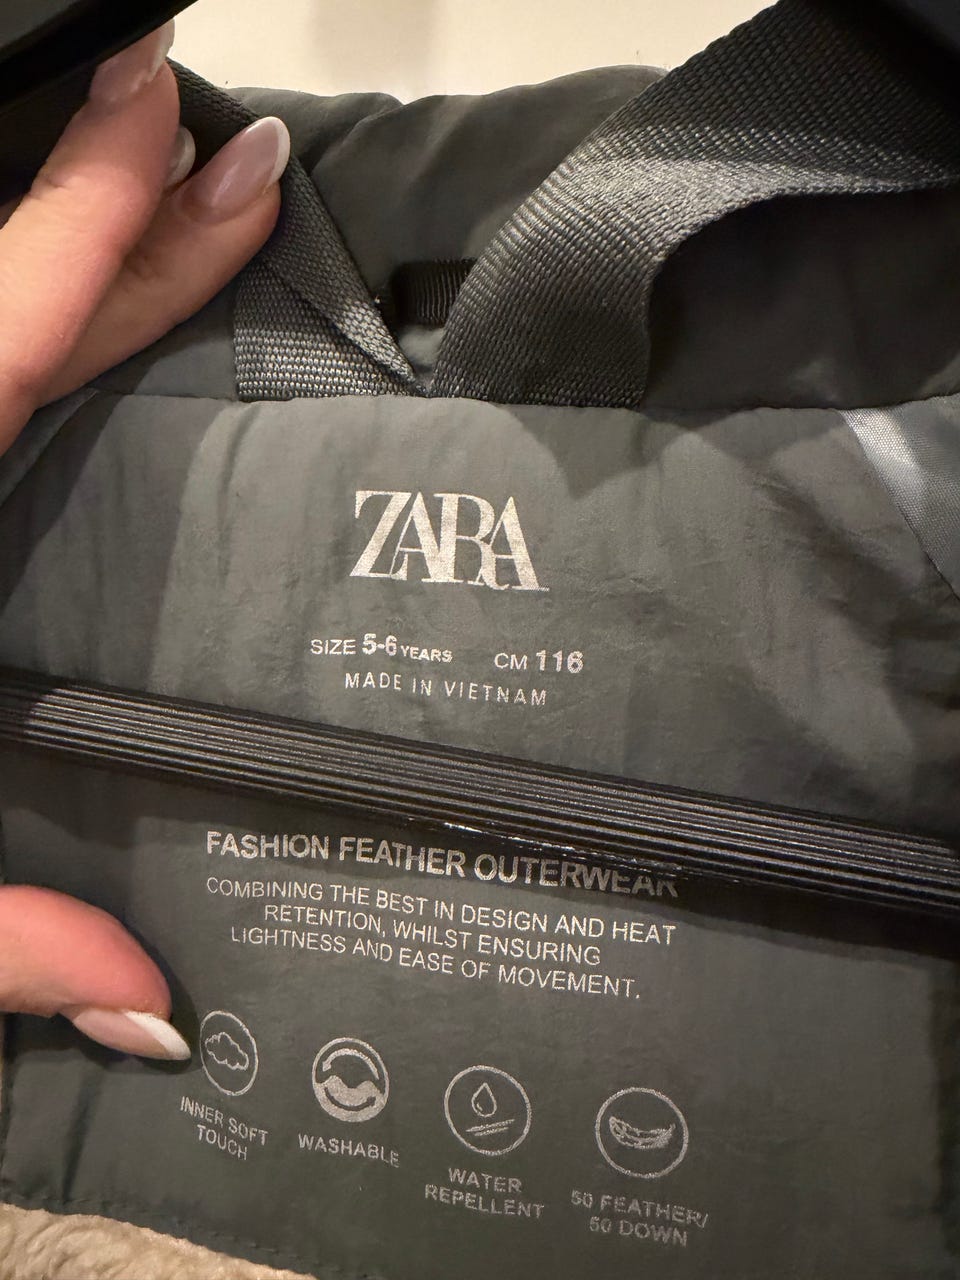 ZARA
SIZE 5-6 YEARS CM 116
MADE IN VIETNAM
FASHION FEATHER OUTERWEAR
COMBINING THE BEST IN DESIGN AND HEAT
RETENTION, WHILST ENSURING
LIGHTNESS AND EASE OF MOVEMENT.
INNER SOFT
TOUCH
WASHABLE
WATER
REPELLENT
50 FEATHER/
50 DOWN